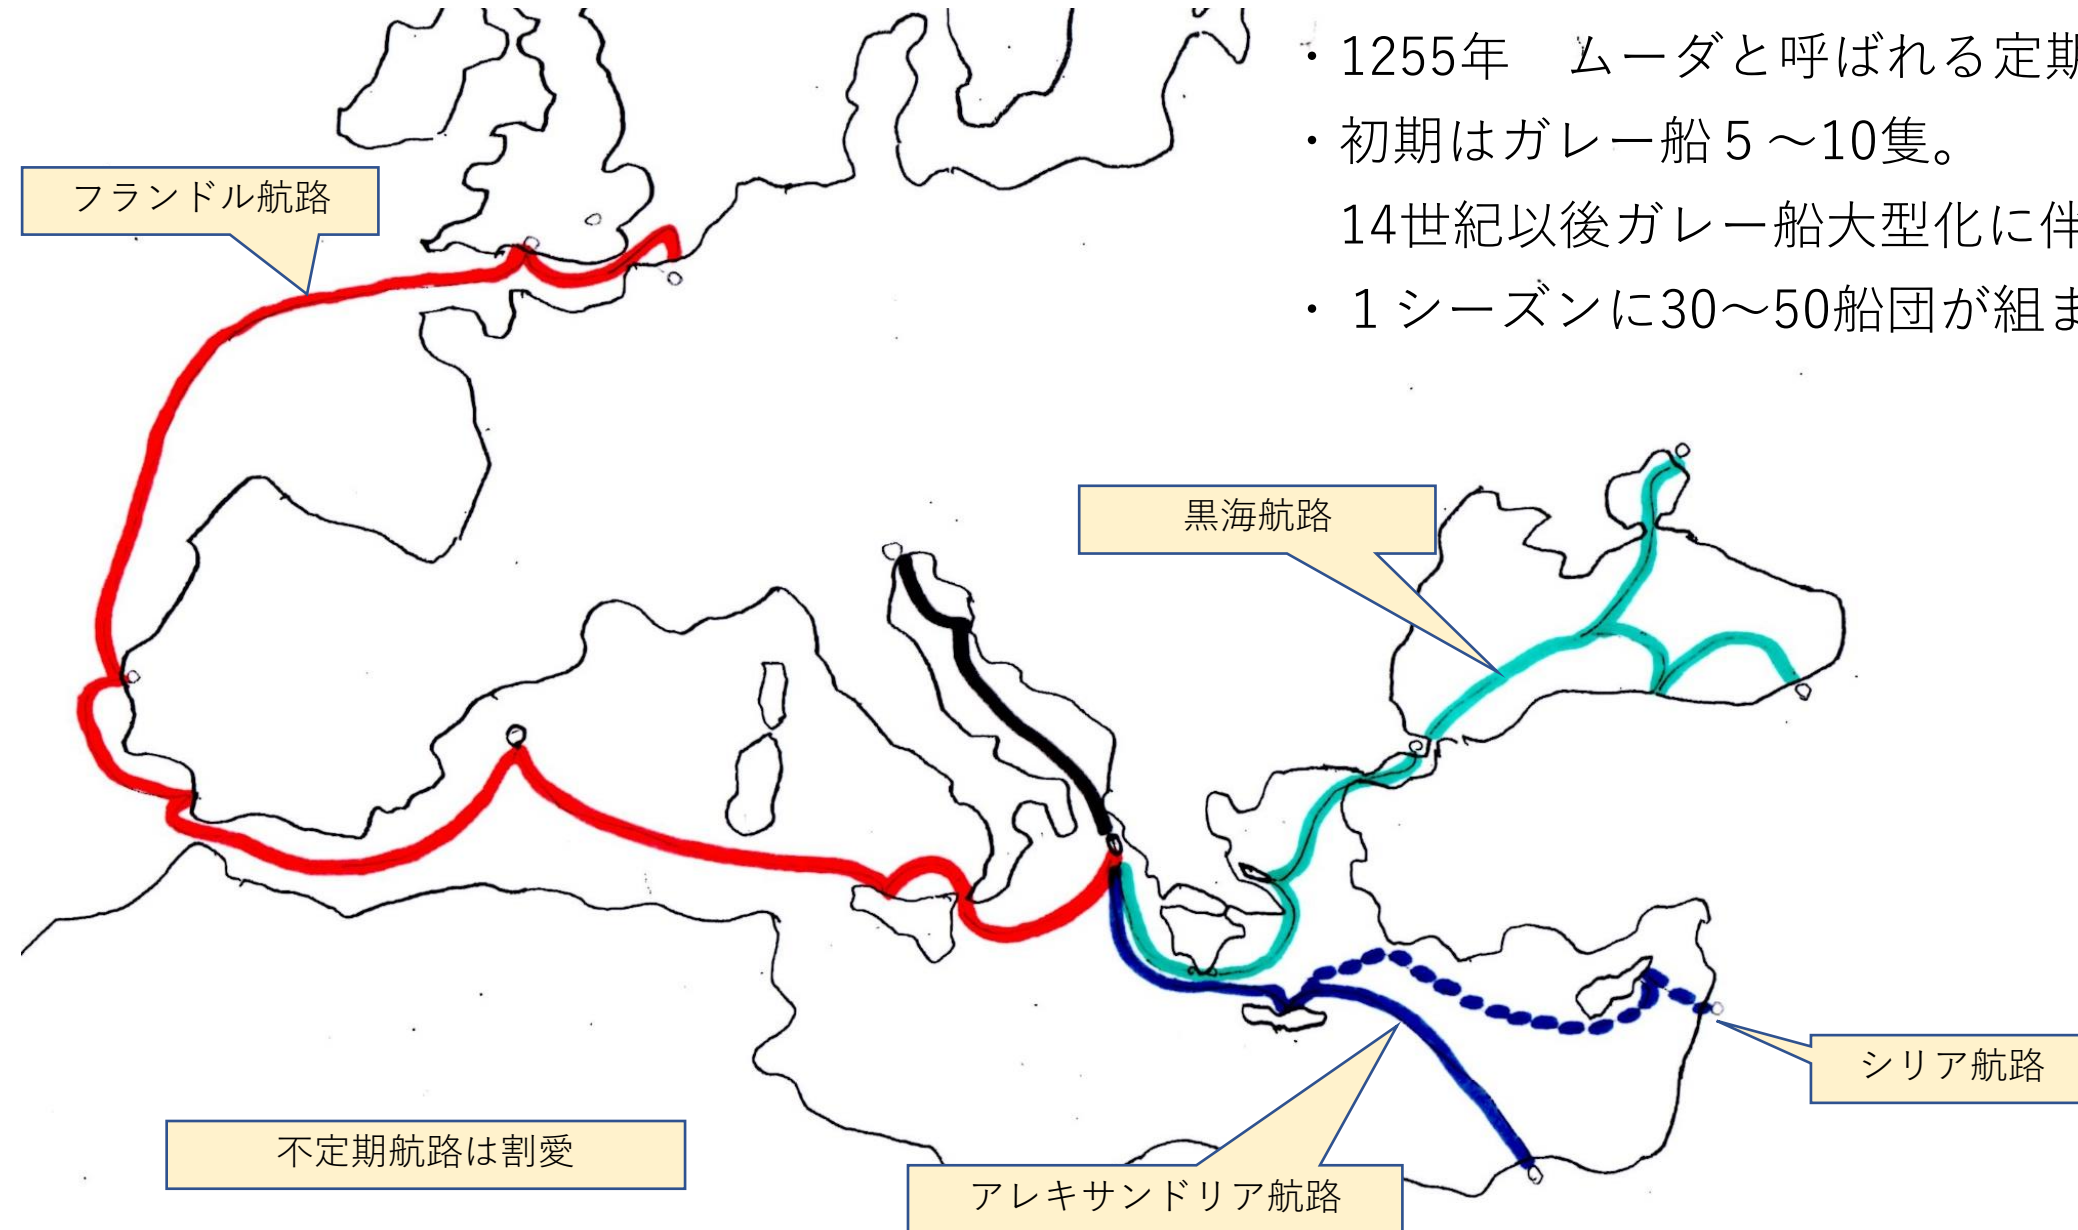 ・1255年　ムーダと呼ばれる定期
・初期はガレー船５～10隻。
14世紀以後ガレー船大型化に伴
・１シーズンに30～50船団が組ま
フランドル航路
黒海航路
シリア航路
不定期航路は割愛
アレキサンドリア航路